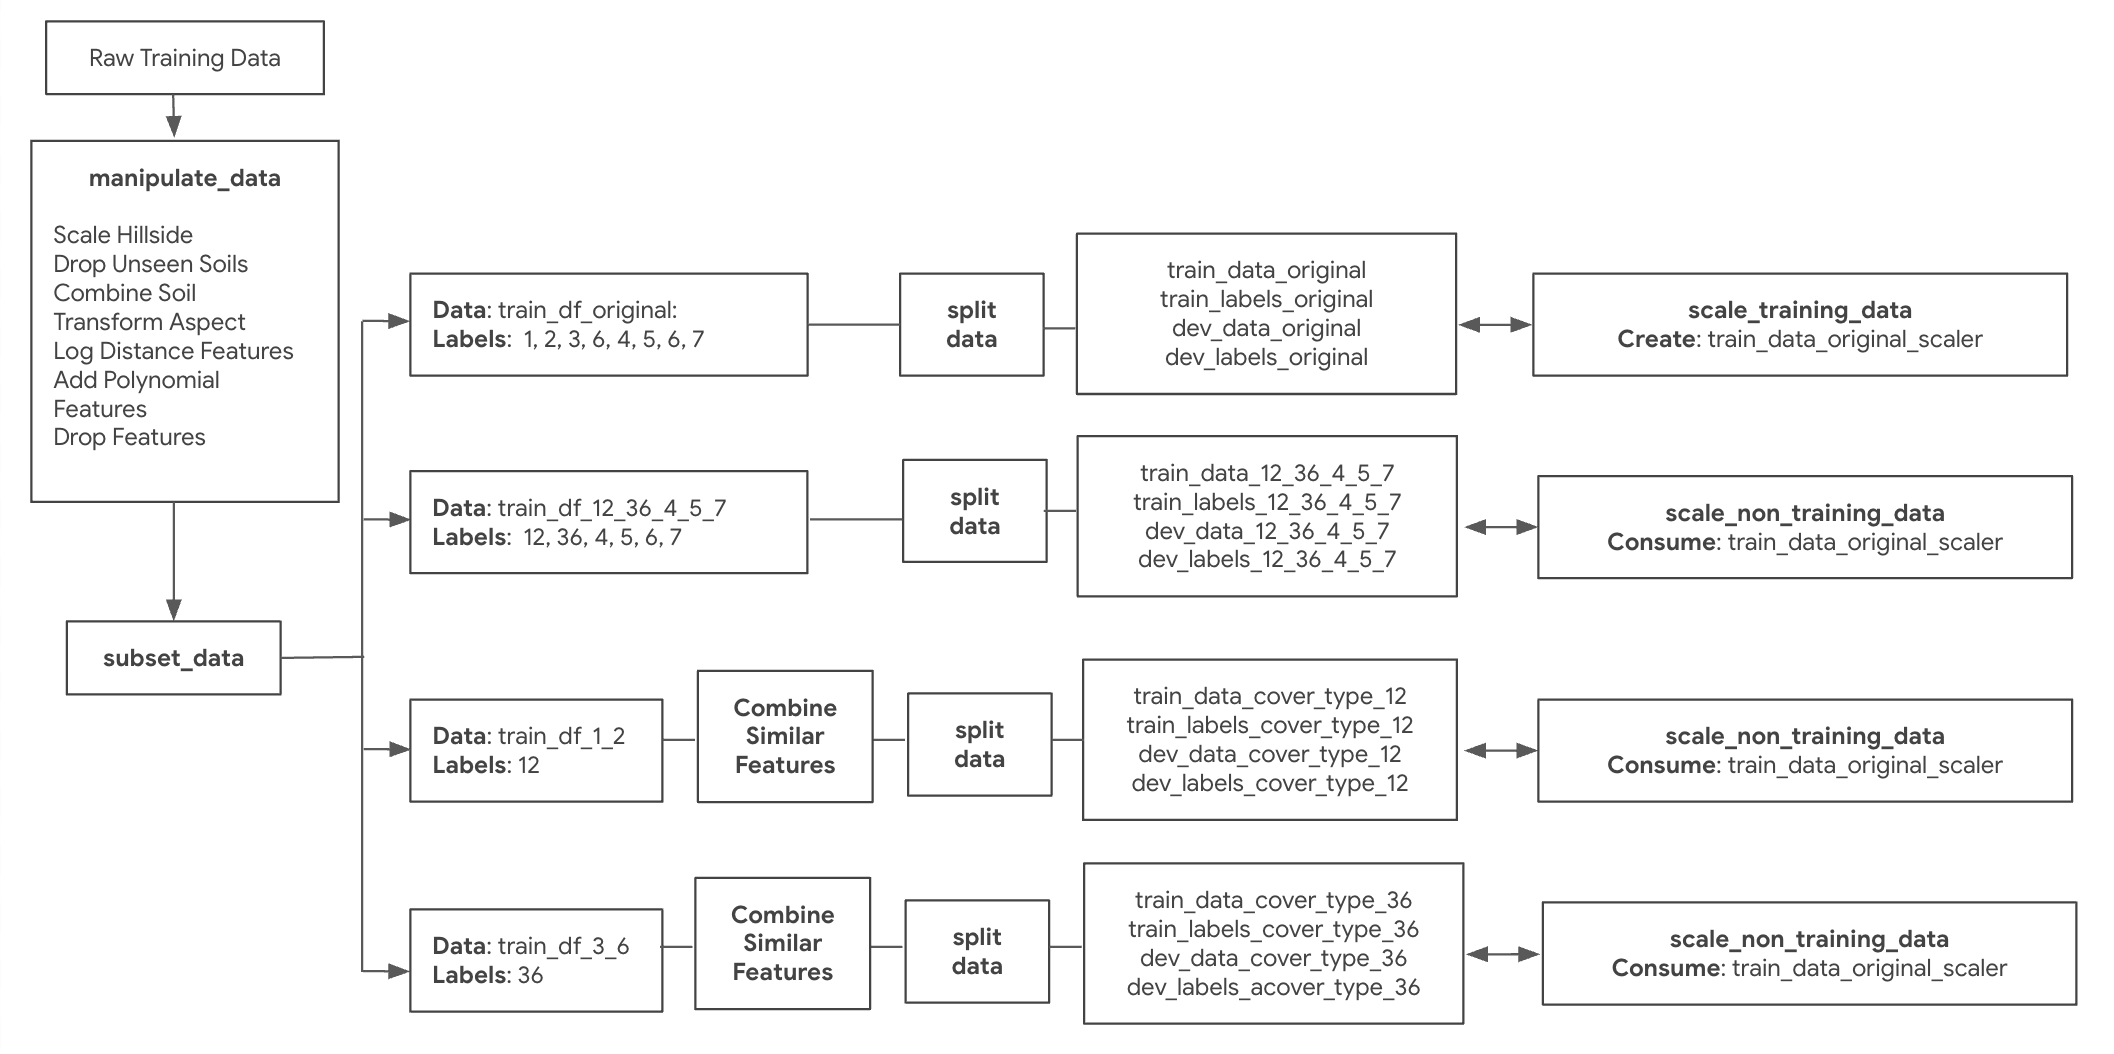 Raw Training Data
manipulate_data
Scale Hillside
Drop Unseen Soils
Combine Soil
Transform Aspect
Log Distance Features
Add Polynomial
Features
Drop Features
subset_data
Data: train_df_original:
Labels: 1, 2, 3, 6, 4, 5, 6, 7
split
data
train_data_original
train_labels_original
dev_data_original
dev_labels_original
scale_training_data
Create: train_data_original_scaler
Data: train_df_12_36_4_5_7
Labels: 12, 36, 4, 5, 6, 7
split
data
train_data_12_36_4_5_7
train_labels_12_36_4_5_7
dev_data_12_36_4_5_7
dev_labels_12_36_4_5_7
scale_non_training_data
Consume: train_data_original_scaler
Data: train_df_1_2
Labels: 12
Combine
Similar
Features
split
data
train_data_cover_type_12
train_labels_cover_type_12
dev_data_cover_type_12
dev_labels_cover_type_12
scale_non_training_data
Consume: train_data_original_scaler
Data: train_df_3_6
Labels: 36
Combine
Similar
Features
split
data
train_data_cover_type_36
train_labels_cover_type_36
dev_data_cover_type_36
dev_labels_acover_type_36
scale_non_training_data
Consume: train_data_original_scaler